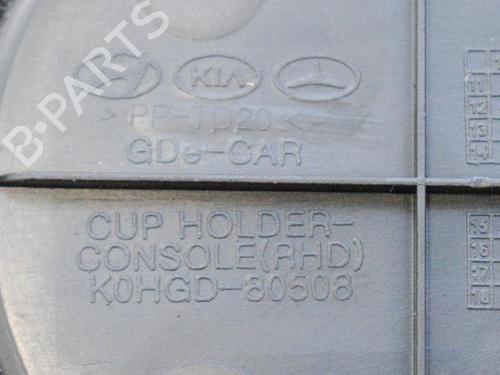 KIA
> PP-TD20 <
GDe-CAR
CUP HOLDER-
CONSOLE(RHD)
K0HGD-80508
11
12
13
14
15
16
17
18
B-PARTS